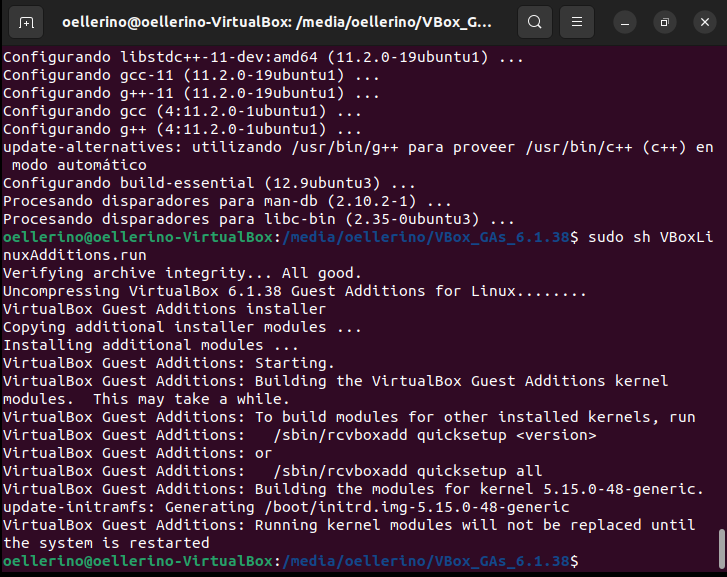 oellerino@oellerino-VirtualBox: /media/oellerino/VBox_G...
Configurando libstdc++-11-dev:amd64 (11.2.0-19ubuntu1) ...
Configurando gcc-11 (11.2.0-19ubuntu1) ...
Configurando g++-11 (11.2.0-19ubuntu1) ...
Configurando gcc (4:11.2.0-1ubuntu1) ...
Configurando g++ (4:11.2.0-1ubuntu1) ...
update-alternatives: utilizando /usr/bin/g++ para proveer /usr/bin/c++ (c++) en
 modo automático
Configurando build-essential (12.9ubuntu3) ...
Procesando disparadores para man-db (2.10.2-1) ...
Procesando disparadores para libc-bin (2.35-0ubuntu3) ...
oellerino@oellerino-VirtualBox:/media/oellerino/VBox_GAs_6.1.38$ sudo sh VBoxLi
nuxAdditions.run
Verifying archive integrity... All good.
Uncompressing VirtualBox 6.1.38 Guest Additions for Linux........
VirtualBox Guest Additions installer
Copying additional installer modules ...
Installing additional modules ...
VirtualBox Guest Additions: Starting.
VirtualBox Guest Additions: Building the VirtualBox Guest Additions kernel
modules.  This may take a while.
VirtualBox Guest Additions: To build modules for other installed kernels, run
VirtualBox Guest Additions:   /sbin/rcvboxadd quicksetup <version>
VirtualBox Guest Additions: or
VirtualBox Guest Additions:   /sbin/rcvboxadd quicksetup all
VirtualBox Guest Additions: Building the modules for kernel 5.15.0-48-generic.
update-initramfs: Generating /boot/initrd.img-5.15.0-48-generic
VirtualBox Guest Additions: Running kernel modules will not be replaced until
the system is restarted
oellerino@oellerino-VirtualBox:/media/oellerino/VBox_GAs_6.1.38$